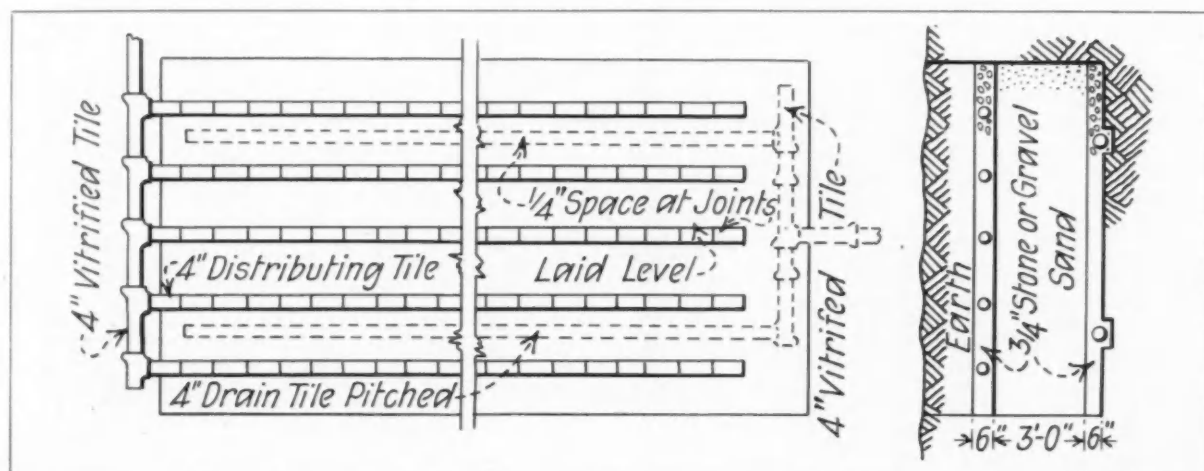 4" Vitrified Tile
1/4" Space at Joints
4" Distributing Tile
Laid Level
4" Drain Tile Pitched
4" Vitrifed Tile
Earth
3/4" Stone or Gravel
Sand
6" 3'-0" 6"